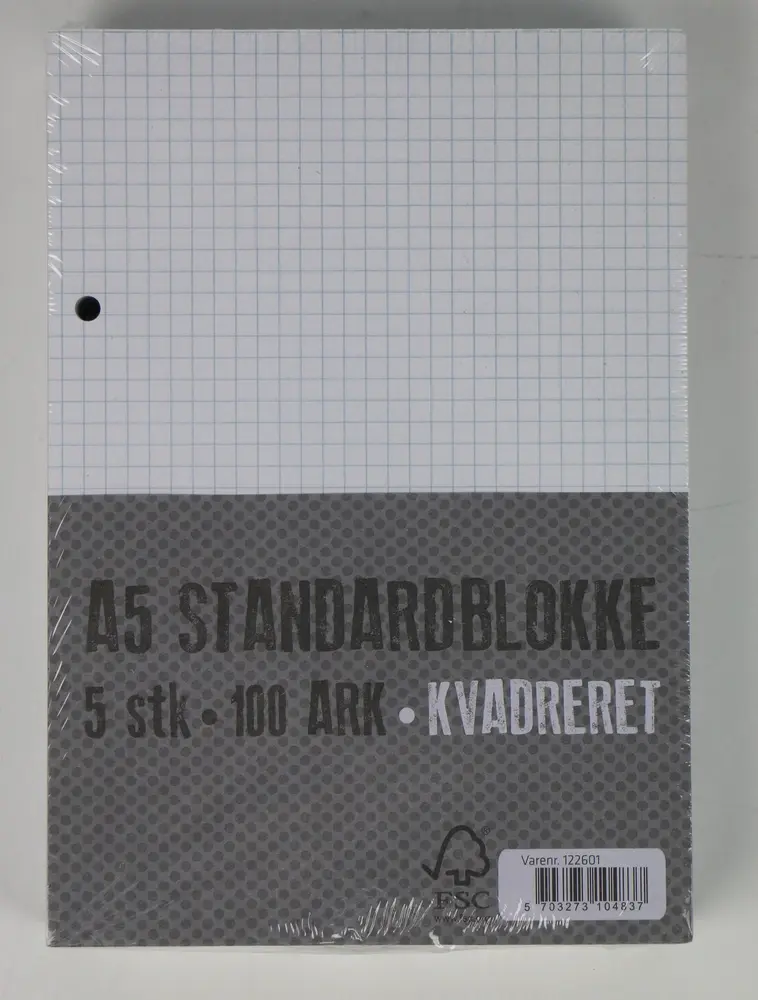 A5 STANDARDBLOKKE
5 stk • 100 ARK • KVADRERET
Varenr. 122601
FSC
5 703273 104837